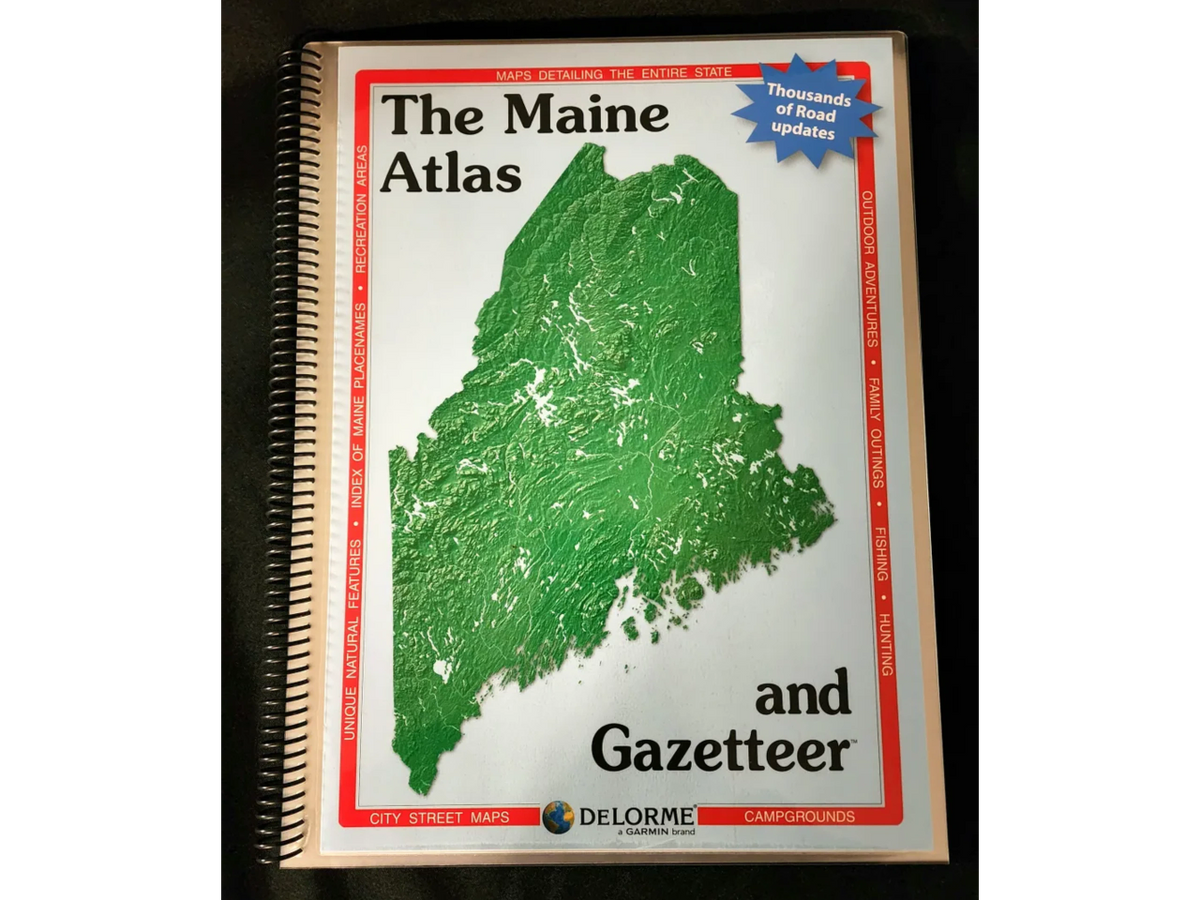 MAPS DETAILING THE ENTIRE STATE
Thousands
of Road
updates
The Maine
Atlas
UNIQUE NATURAL FEATURES • INDEX OF MAINE PLACENAMES • RECREATION AREAS
OUTDOOR ADVENTURES • FAMILY OUTINGS • FISHING • HUNTING
and
Gazetteer™
CITY STREET MAPS
DELORME®
a GARMIN brand
CAMPGROUNDS